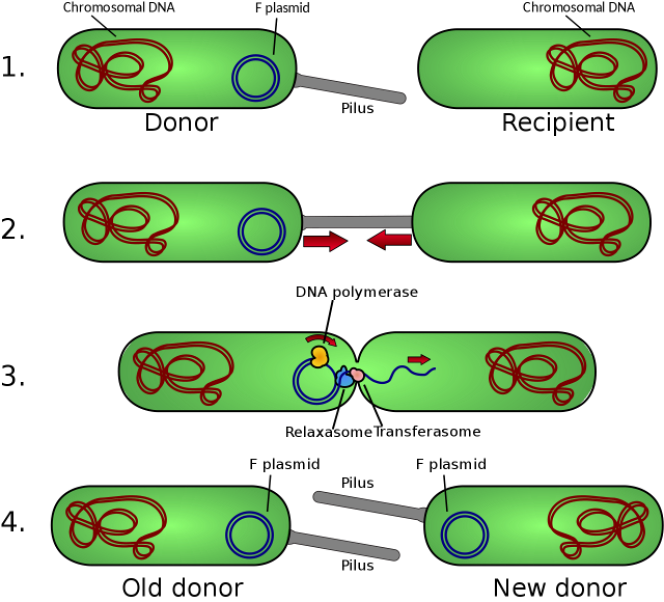 Chromosomal DNA
F plasmid
Chromosomal DNA
1.
Pilus
Donor
Recipient
2.
DNA polymerase
3.
Relaxasome
Transferasome
F plasmid
Pilus
F plasmid
4.
Pilus
Old donor
New donor